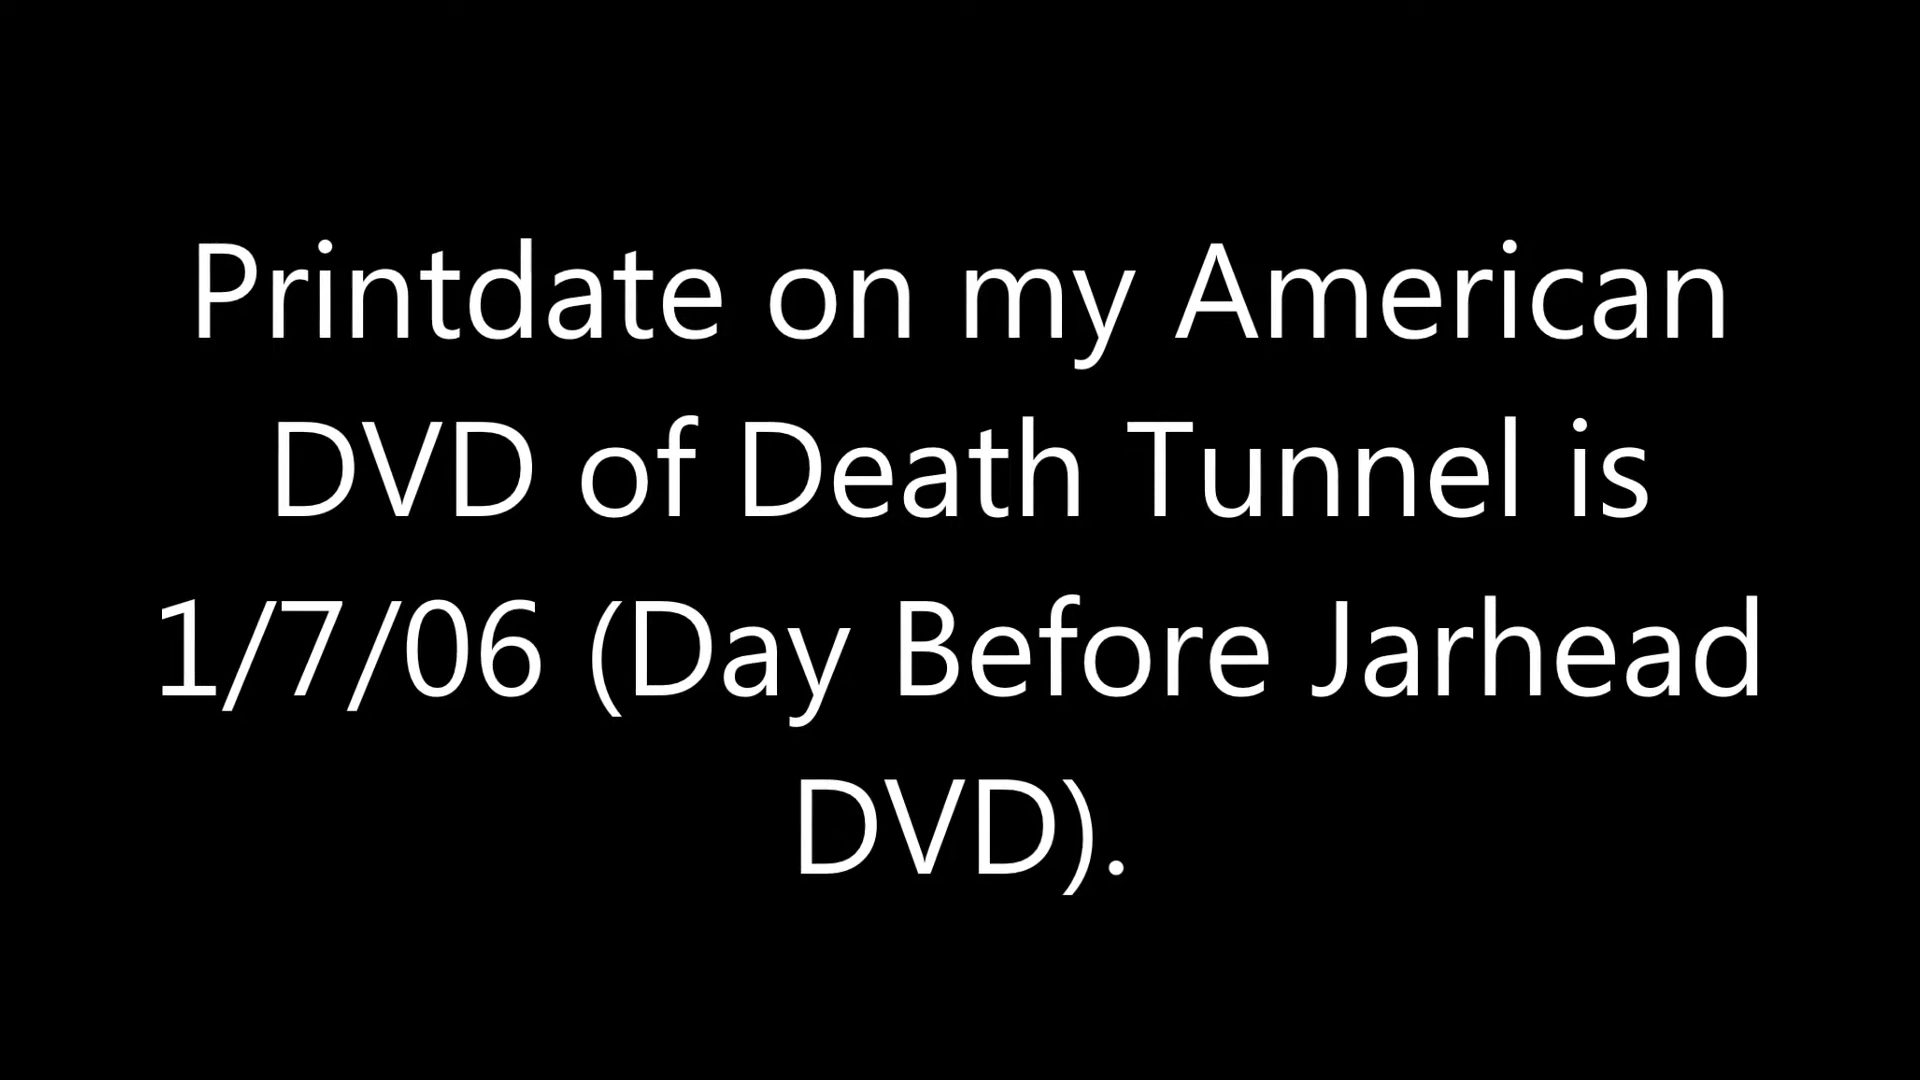 Printdate on my American
DVD of Death Tunnel is
1/7/06 (Day Before Jarhead
DVD).